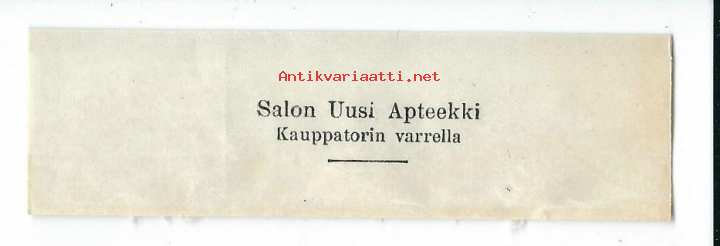 Antikvariaatti.net
Salon Uusi Apteekki
Kauppatorin varrella